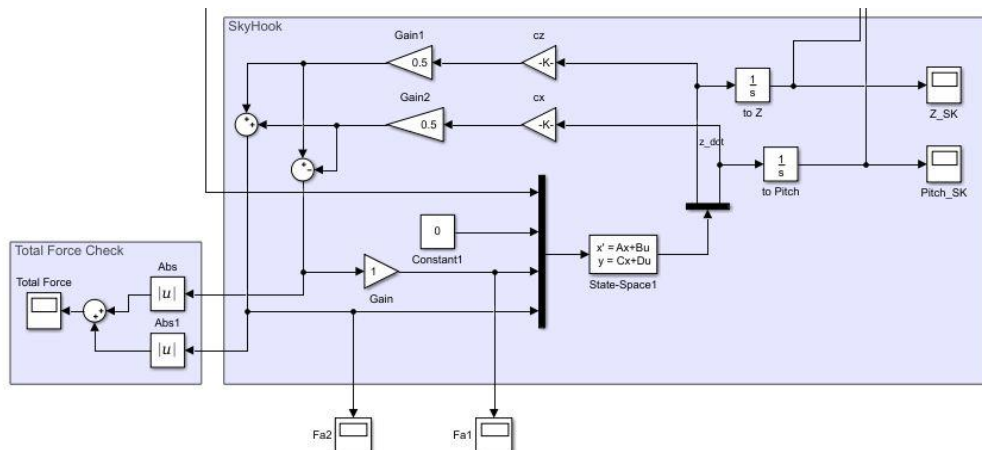 SkyHook
Gain1
cz
0.5
-K-
1
s
to Z
Z_SK
Gain2
cx
+
+
0.5
-K-
z_dot
+
-
1
s
to Pitch
Pitch_SK
0
Constant1
x' = Ax+Bu
y = Cx+Du
State-Space1
1
Gain
Total Force Check
Total Force
Abs
|u|
+
+
Abs1
|u|
Fa2
Fa1